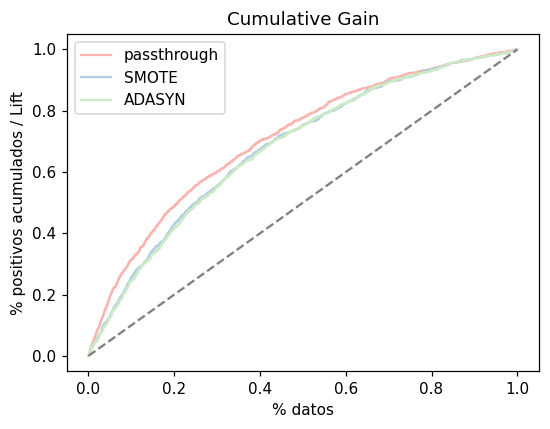 Cumulative Gain
passthrough
SMOTE
ADASYN
% positivos acumulados / Lift
1.0
0.8
0.6
0.4
0.2
0.0
0.0 0.2 0.4 0.6 0.8 1.0
% datos